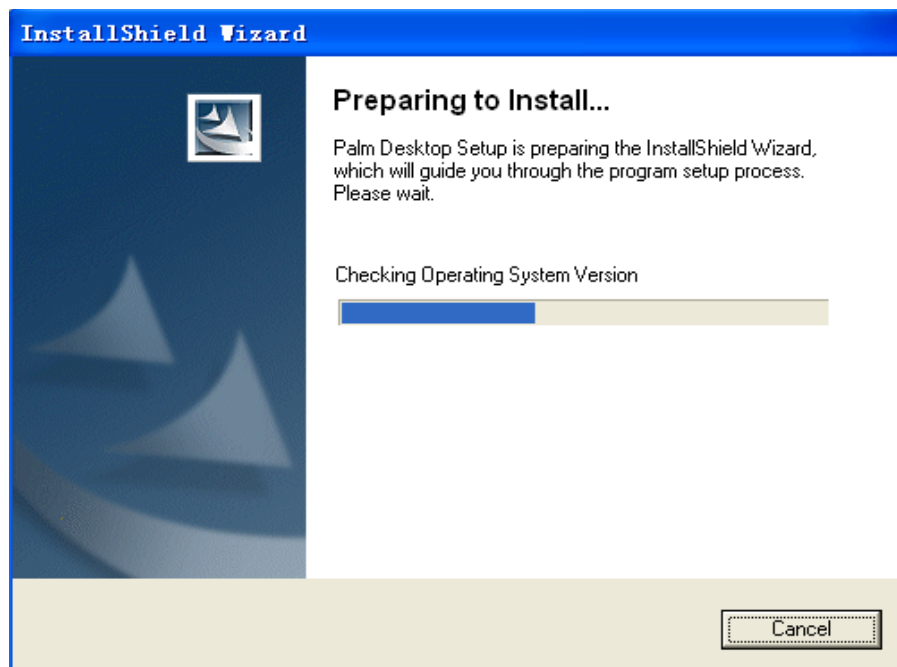 InstallShield Wizard
Preparing to Install...
Palm Desktop Setup is preparing the InstallShield Wizard,
which will guide you through the program setup process.
Please wait.
Checking Operating System Version
Cancel